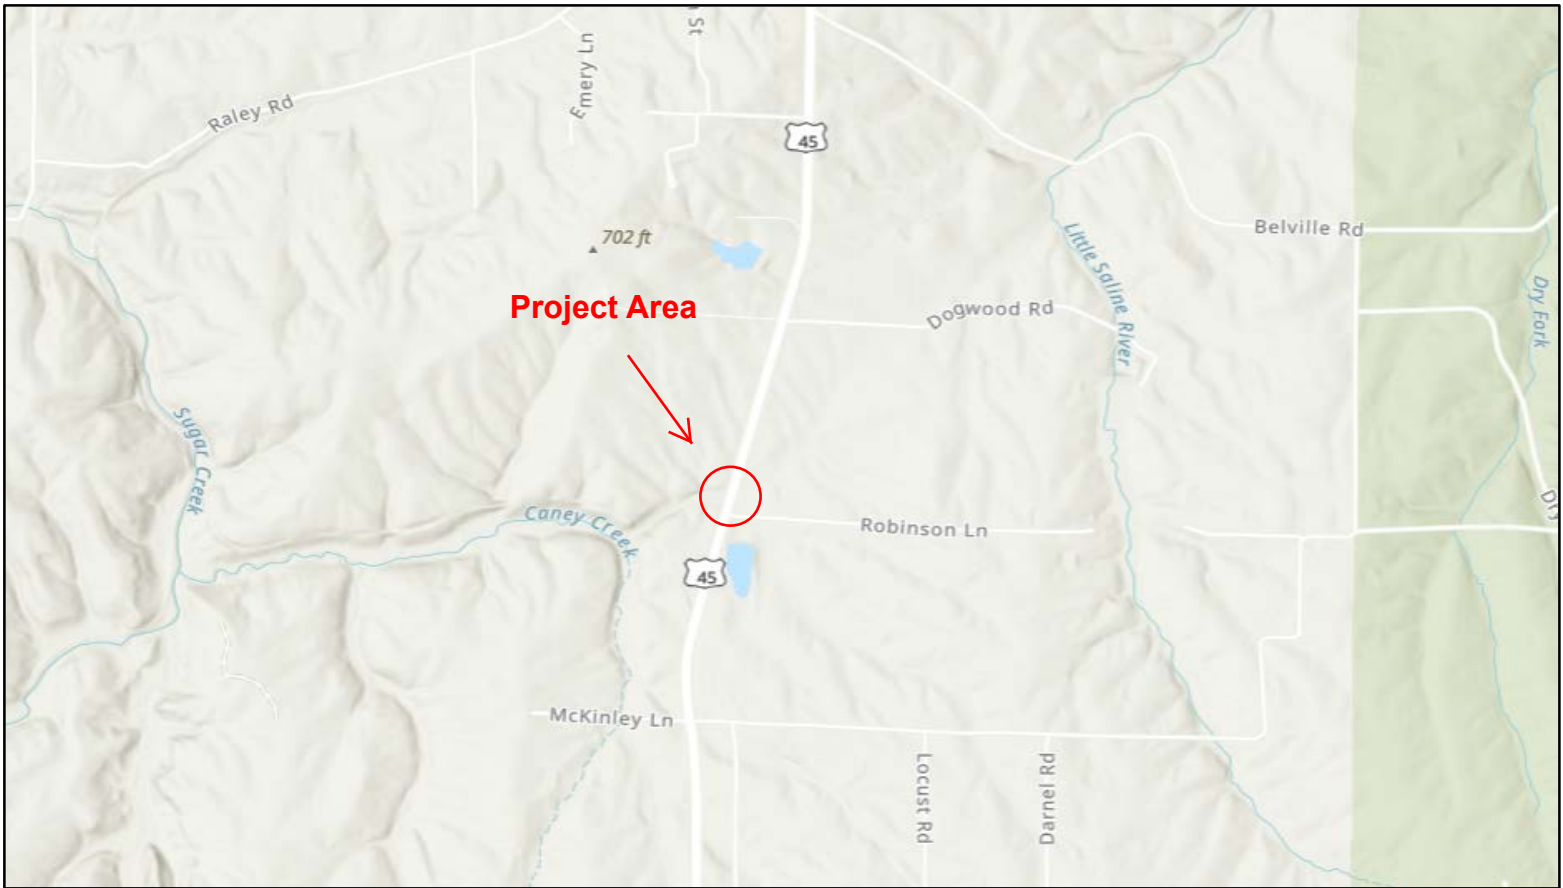 St
Emery Ln
Raley Rd
45
702 ft
Belville Rd
Little Saline River
Dry Fork
Project Area
Dogwood Rd
Sugar Creek
Caney Creek
Robinson Ln
Dry
45
McKinley Ln
Locust Rd
Darnel Rd